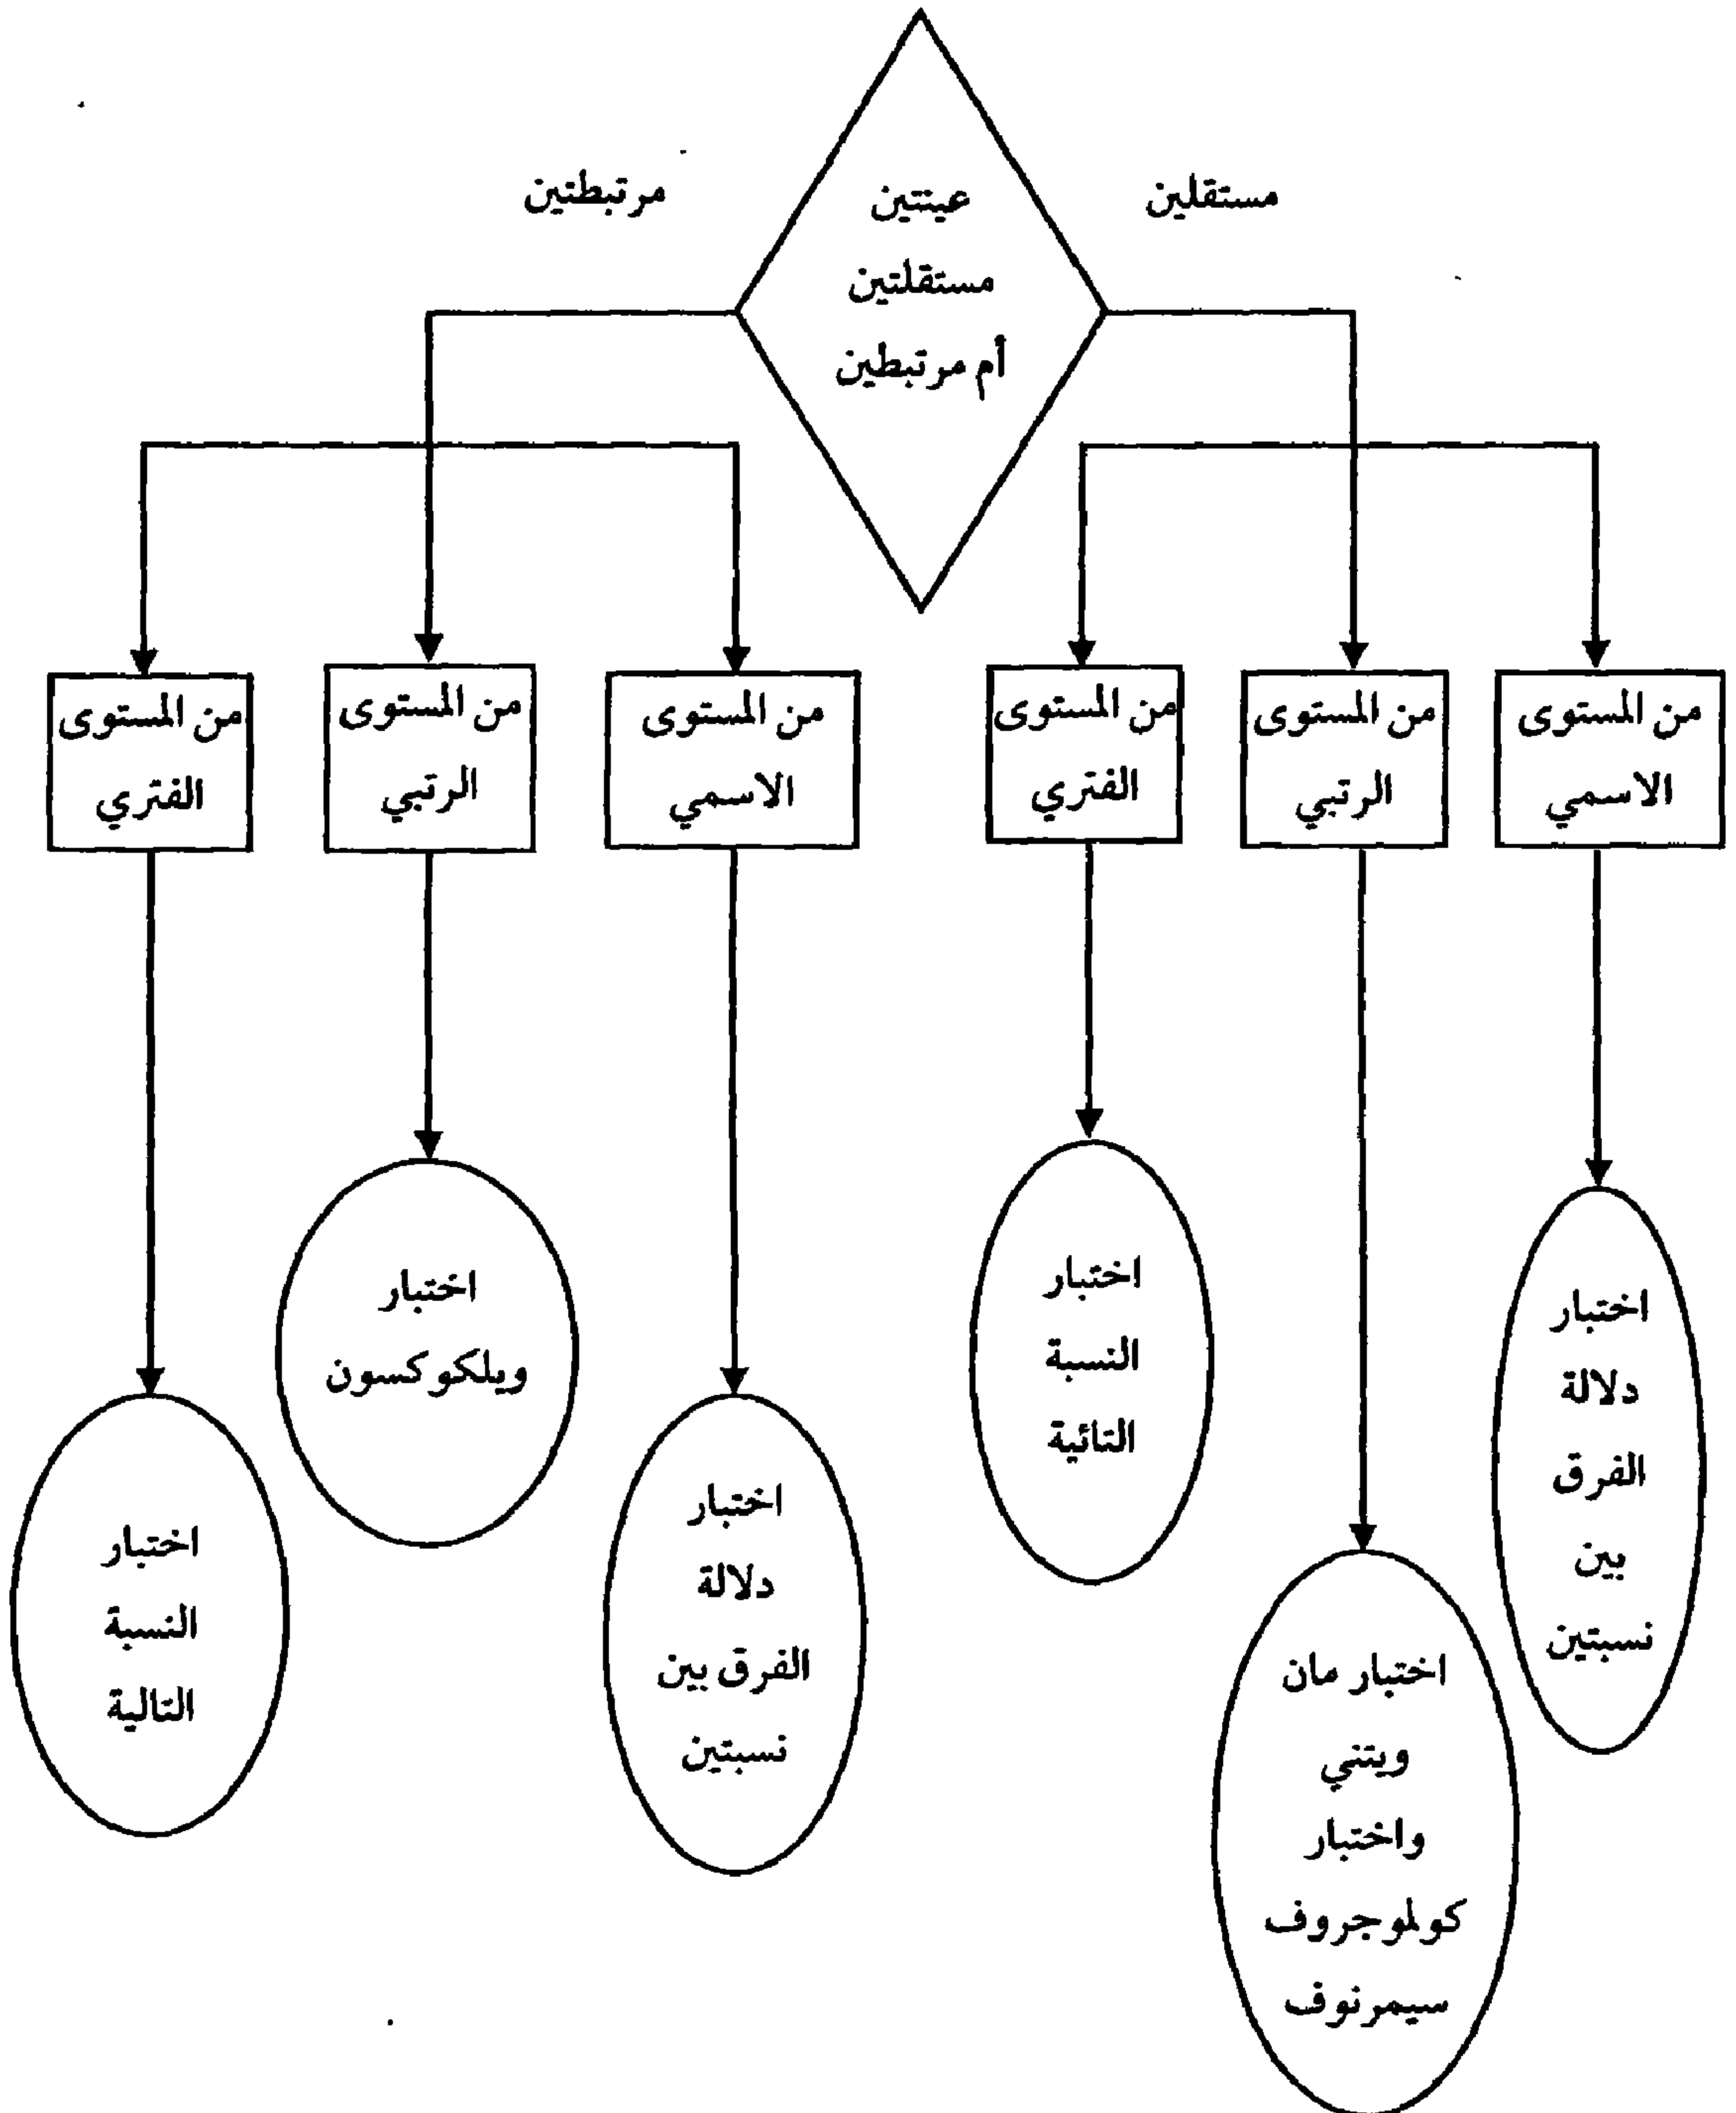 عينتين
مستقلتين
أم مرتبطين
مستقلين
مرتبطتين
من المستوى
الاسمي
من المستوى
الرتبي
من المستوى
الفتري
من المستوى
الاسمي
من المستوى
الرتبي
من المستوى
الفتري
اختبار
دلالة
الفرق
بين
نسبتين
اختبار مان
ويتني
واختبار
كولموجروف
سيمرنوف
اختبار
النسبة
التائية
اختبار
دلالة
الفرق بين
نسبتين
اختبار
ويلكوكسون
اختبار
النسبة
التالية